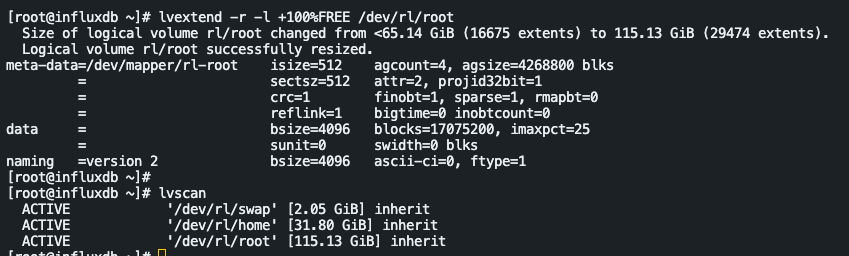 [root@influxdb ~]# lvextend -r -l +100%FREE /dev/rl/root
  Size of logical volume rl/root changed from <65.14 GiB (16675 extents) to 115.13 GiB (29474 extents).
  Logical volume rl/root successfully resized.
meta-data=/dev/mapper/rl-root    isize=512    agcount=4, agsize=4268800 blks
         =                       sectsz=512   attr=2, projid32bit=1
         =                       crc=1        finobt=1, sparse=1, rmapbt=0
         =                       reflink=1    bigtime=0 inobtcount=0
data     =                       bsize=4096   blocks=17075200, imaxpct=25
         =                       sunit=0      swidth=0 blks
naming   =version 2              bsize=4096   ascii-ci=0, ftype=1
[root@influxdb ~]#
[root@influxdb ~]# lvscan
  ACTIVE            '/dev/rl/swap' [2.05 GiB] inherit
  ACTIVE            '/dev/rl/home' [31.80 GiB] inherit
  ACTIVE            '/dev/rl/root' [115.13 GiB] inherit
[root@influxdb ~]#